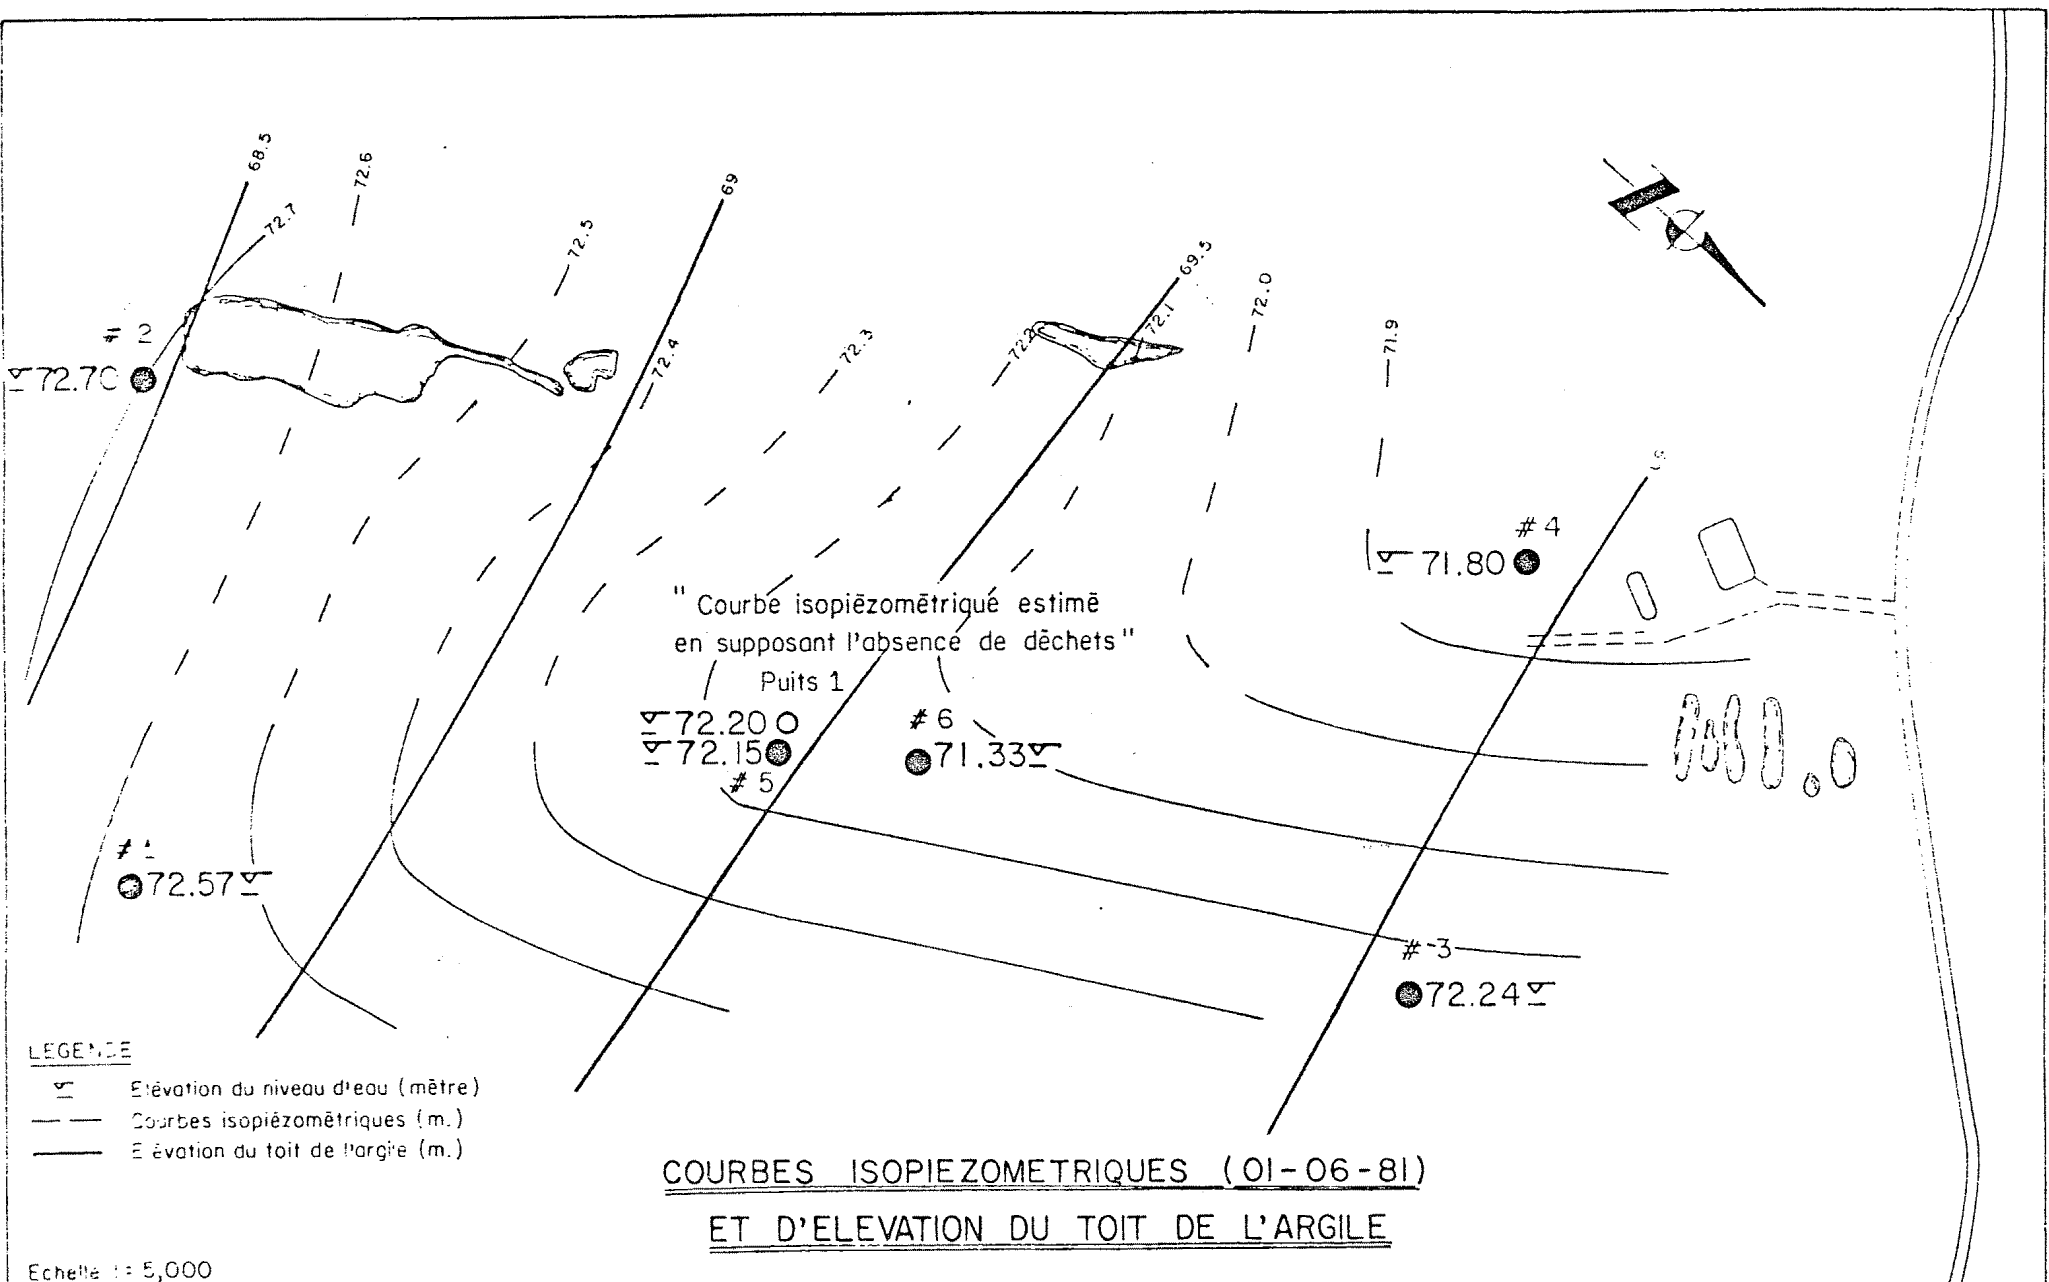 68.5
72.7
72.6
72.5
69
72.4
72.3
72.2
72.1
69.5
72.0
71.9
# 2
72.70
# 4
71.80
" Courbe isopiézométrique estimé
en supposant l'absence de déchets"
Puits 1
72.20
72.15
# 5
# 6
71.33
# 1
72.57
# 3
72.24
LEGENDE
Elévation du niveau d'eau (mètre)
Courbes isopiézométriques (m.)
Elévation du toit de l'argile (m.)
COURBES ISOPIEZOMETRIQUES (01-06-81)
ET D'ELEVATION DU TOIT DE L'ARGILE
Echelle 1: 5,000